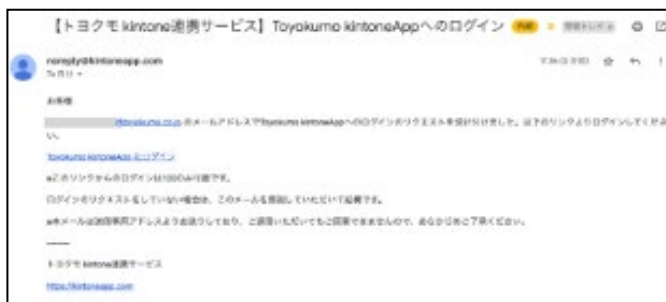 【トヨクモ kintone連携サービス】Toyokumo kintoneAppへのログイン
noreply@kintoneapp.com
To 自分
お客様
@toyokumo.co.jp のメールアドレスでToyokumo kintoneAppへのログインのリクエストを受け付けました。以下のリンクよりログインしてくださ
い。
Toyokumo kintoneApp にログイン
※このリンクからのログインは1回のみ可能です。
ログインのリクエストをしていない場合は、このメールを削除していただいて結構です。
※本メールは送信専用アドレスよりお送りしており、ご返信いただいてもご回答できませんので、あらかじめご了承ください。
トヨクモ kintone連携サービス
https://kintoneapp.com